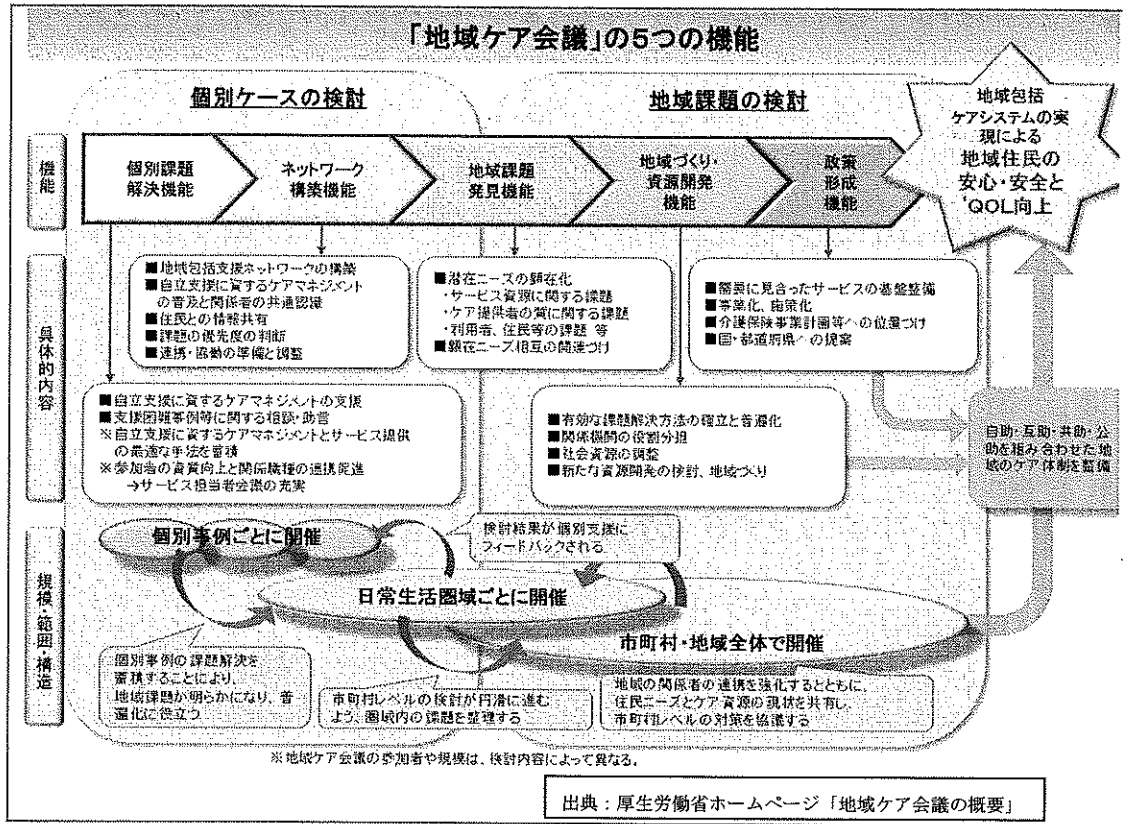 「地域ケア会議」の5つの機能
個別ケースの検討
地域課題の検討
地域包括
ケアシステムの実
現による
地域住民の
安心・安全と
QOL向上
機能
個別課題
解決機能
ネットワーク
構築機能
地域課題
発見機能
地域づくり・
資源開発
機能
政策
形成
機能
具体的内容
■地域包括支援ネットワークの構築
■自立支援に資するケアマネジメント
の普及と関係者の共通認識
■住民との情報共有
■課題の優先度の判断
■連携・協働の準備と調整
■潜在ニーズの顕在化
・サービス資源に関する課題
・ケア提供者の質に関する課題
・利用者、住民等の課題 等
■顕在ニーズ相互の関連づけ
■需要に見合ったサービスの基盤整備
■事業化、施策化
■介護保険事業計画等への位置づけ
■国・都道府県への提案
■自立支援に資するケアマネジメントの支援
■支援困難事例等に関する相談・助言
※自立支援に資するケアマネジメントとサービス提供
の最適な手法を蓄積
※参加者の資質向上と関係職種の連携促進
→サービス担当者会議の充実
■有効な課題解決方法の確立と普遍化
■関係機関の役割分担
■社会資源の調整
■新たな資源開発の検討、地域づくり
自助・互助・共助・公
助を組み合わせた地
域のケア体制を整備
規模・範囲・構造
個別事例ごとに開催
検討結果が個別支援に
フィードバックされる
日常生活圏域ごとに開催
市町村・地域全体で開催
個別事例の課題解決を
蓄積することにより、
地域課題が明らかになり、普
遍化に役立つ
市町村レベルの検討が円滑に進む
よう、圏域内の課題を整理する
地域の関係者の連携を強化するとともに、
住民ニーズとケア資源の現状を共有し、
市町村レベルの対策を協議する
※地域ケア会議の参加者や規模は、検討内容によって異なる。
出典：厚生労働省ホームページ「地域ケア会議の概要」